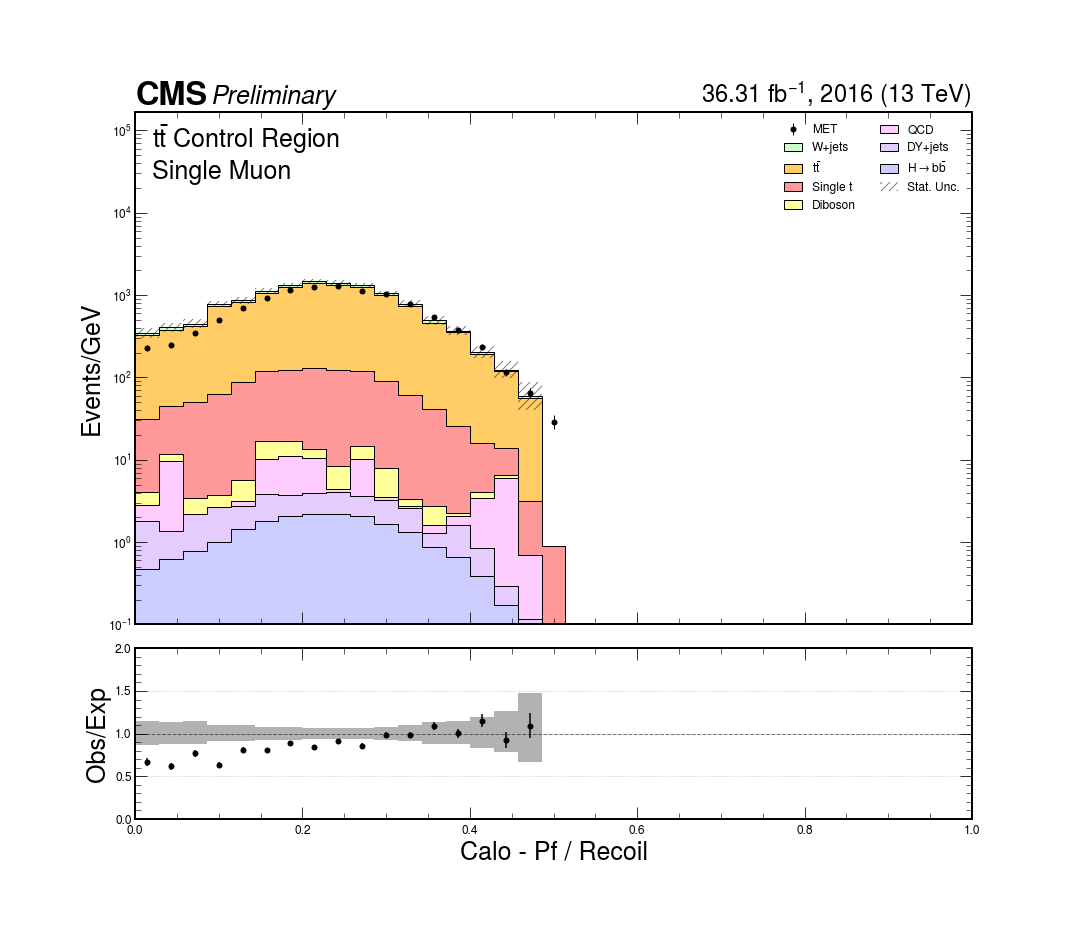 CMS Preliminary 36.31 fb⁻¹, 2016 (13 TeV)
tt̄ Control Region
Single Muon
MET
W+jets
tt̄
Single t
Diboson
QCD
DY+jets
H→bb̄
Stat. Unc.
Events/GeV
10⁵
10⁴
10³
10²
10¹
10⁰
10⁻¹
Obs/Exp
2.0
1.5
1.0
0.5
0.0
0.0 0.2 0.4 0.6 0.8 1.0
Calo - Pf / Recoil